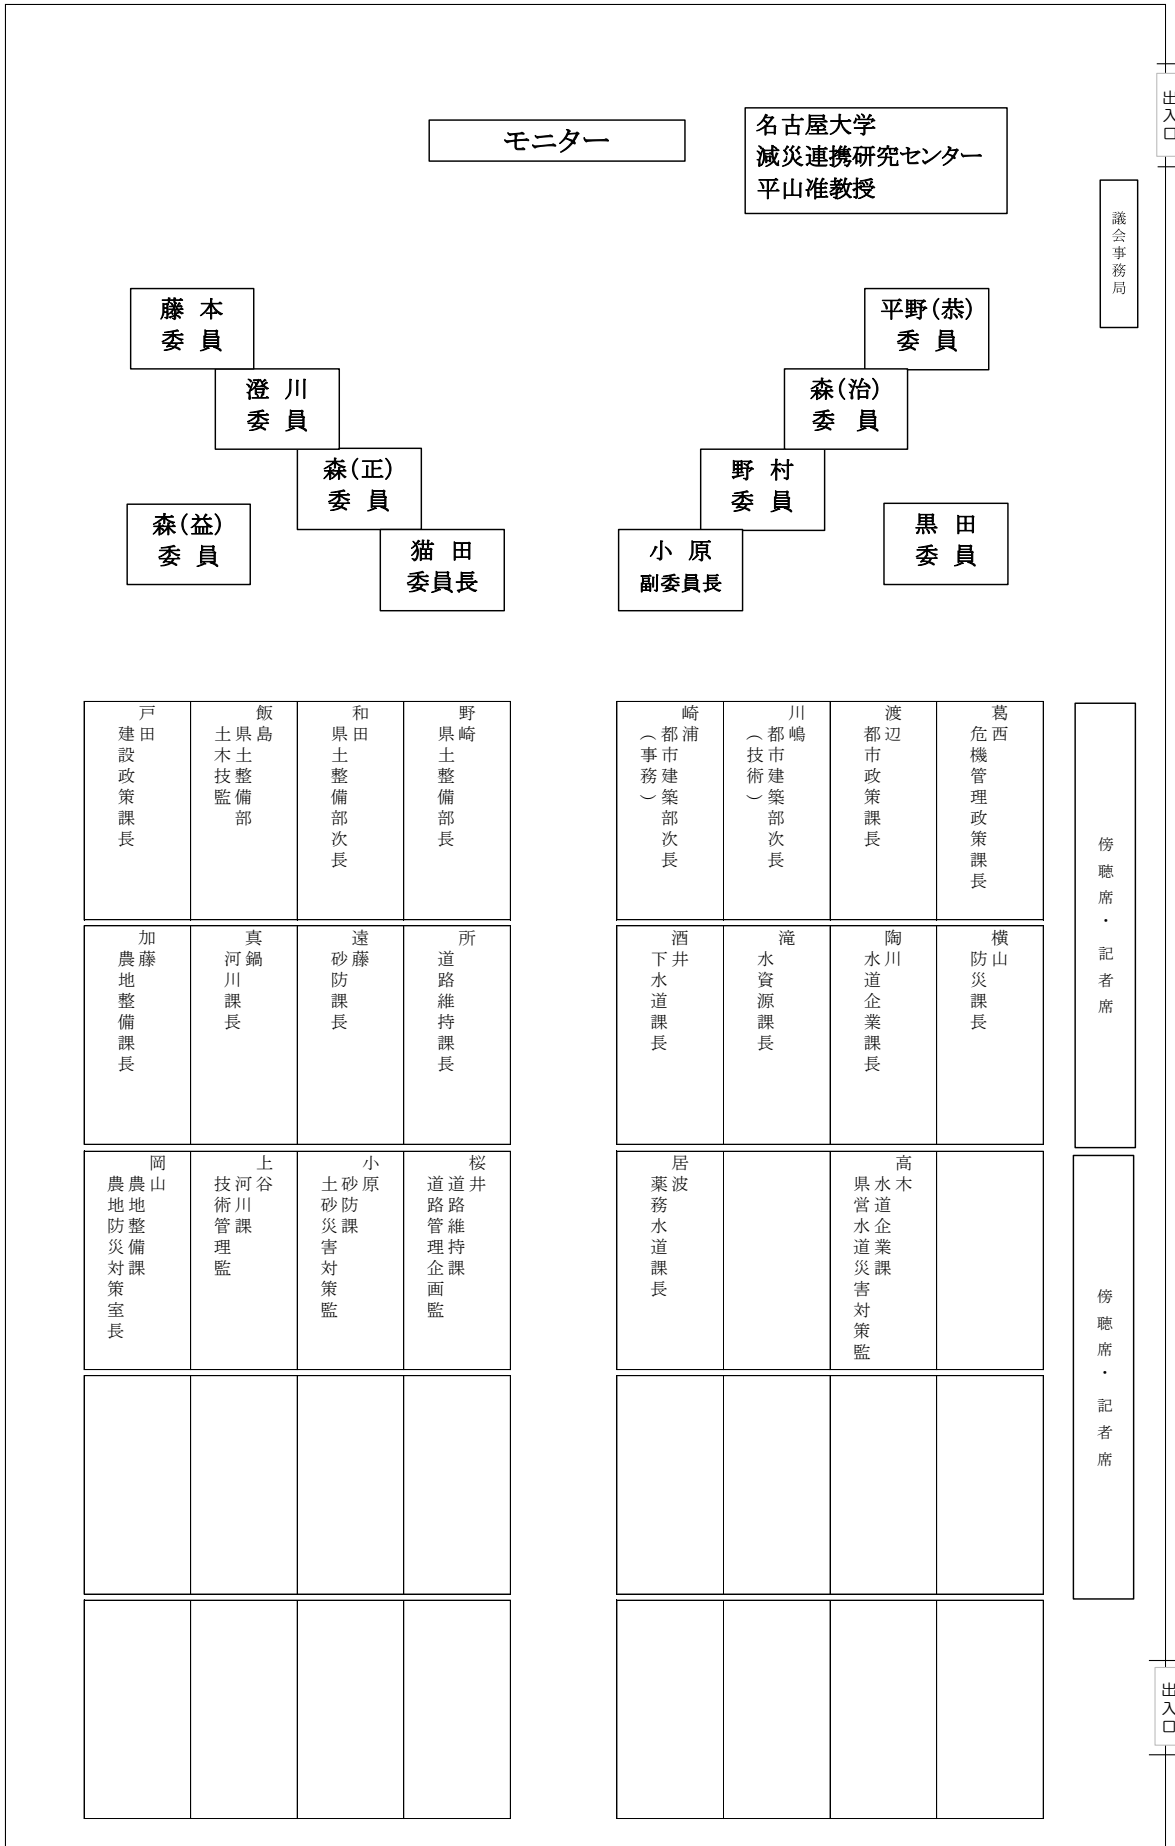 出入口
モニター
名古屋大学
減災連携研究センター
平山准教授
議会事務局
藤本
委員
平野(恭)
委員
澄川
委員
森(治)
委員
森(正)
委員
野村
委員
森(益)
委員
黒田
委員
猫田
委員長
小原
副委員長
戸田
建設政策課長
飯島
県土整備部
土木技監
和田
県土整備部次長
野崎
県土整備部長
崎浦
都市建築部次長
(事務)
川嶋
都市建築部次長
(技術)
渡辺
都市政策課長
葛西
危機管理政策課長
傍聴席・記者席
加藤
農地整備課長
真鍋
河川課長
遠藤
砂防課長
所
道路維持課長
酒井
下水道課長
滝
水資源課長
陶川
水道企業課長
横山
防災課長
岡山
農地整備課
農地防災対策室長
上谷
河川課
技術管理監
小原
砂防課
土砂災害対策監
桜井
道路維持課
道路管理企画監
居波
薬務水道課長
高木
水道企業課
県営水道災害対策監
傍聴席・記者席
出入口